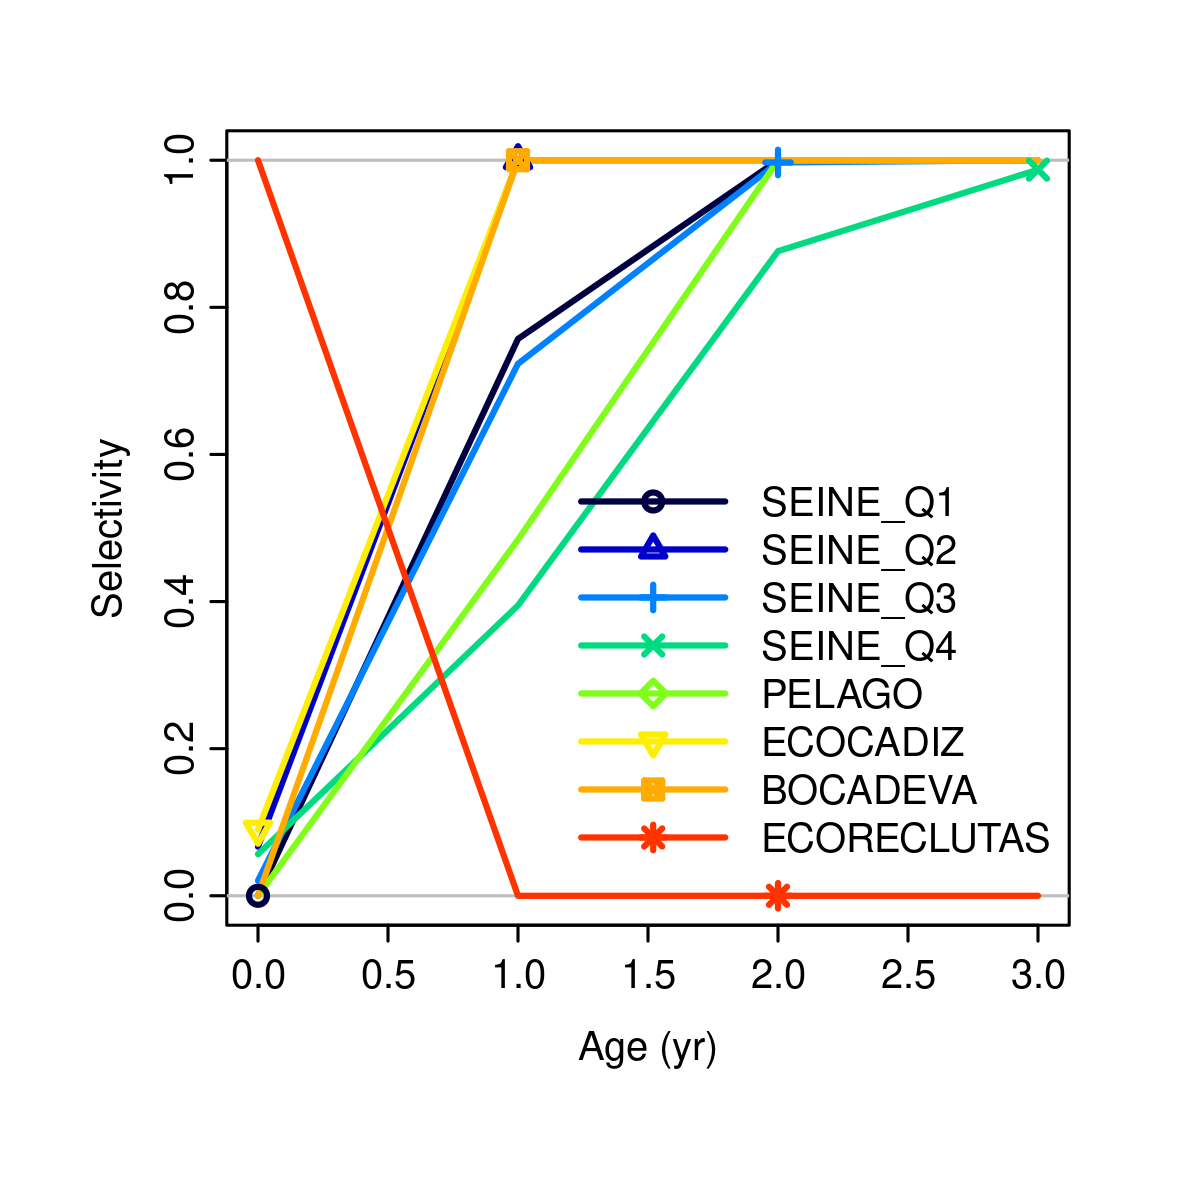 1.0
0.8
0.6
0.4
0.2
0.0
Selectivity
SEINE_Q1
SEINE_Q2
SEINE_Q3
SEINE_Q4
PELAGO
ECOCADIZ
BOCADEVA
ECORECLUTAS
0.0 0.5 1.0 1.5 2.0 2.5 3.0
Age (yr)